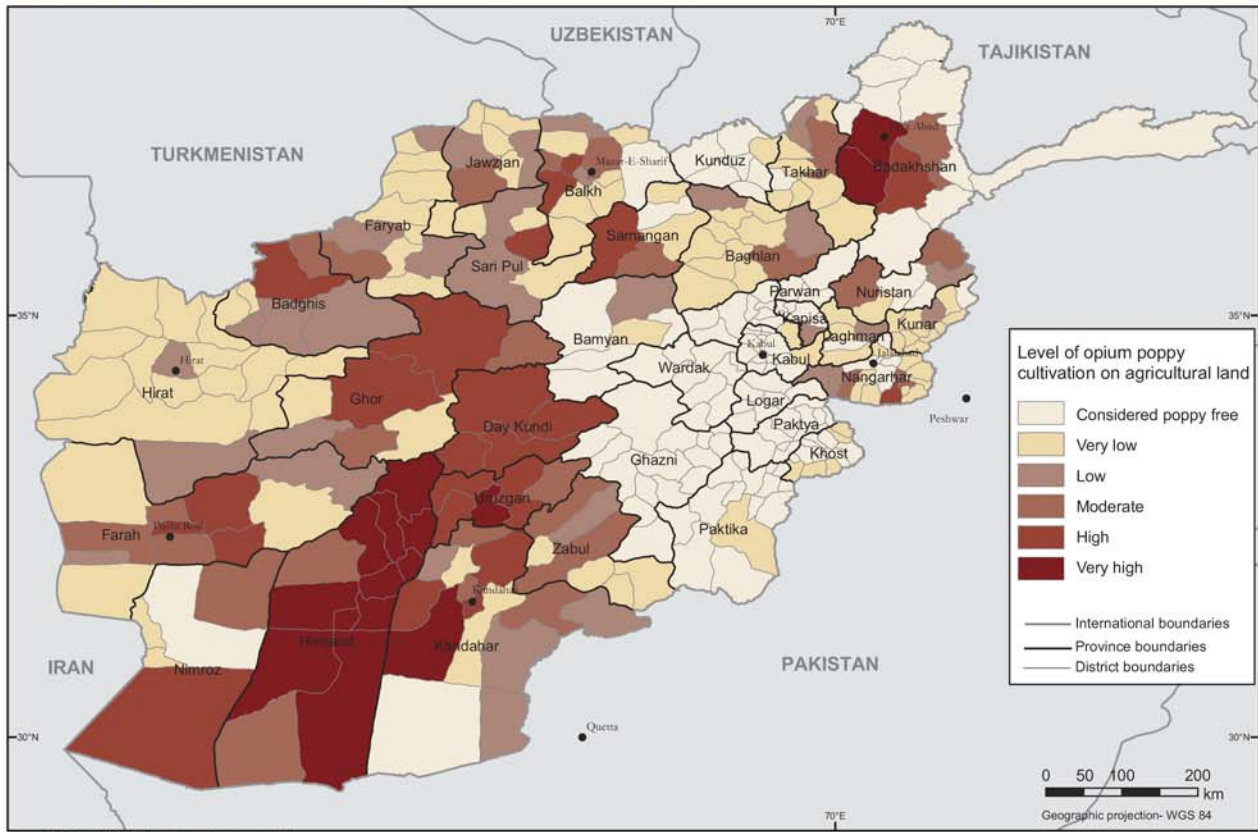 70°E
UZBEKISTAN
TAJIKISTAN
TURKMENISTAN
Jawzjan
Mazar-E-Sharif
Kunduz
Takhar
Badakhshan
Balkh
Faryab
Samangan
Baghlan
Sari Pul
Badghis
Parwan
Nuristan
35°N
35°N
Kapisa
Laghman
Kunar
Bamyan
Kabul
Kabul
Jalalabad
Hirat
Hirat
Wardak
Nangarhar
Ghor
Logar
Peshwar
Day Kundi
Paktya
Khost
Ghazni
Uruzgan
Farah
Paktika
Zabul
Kandahar
Hilmand
Kandahar
Nimroz
IRAN
PAKISTAN
Quetta
30°N
30°N
70°E
Level of opium poppy
cultivation on agricultural land
Considered poppy free
Very low
Low
Moderate
High
Very high
International boundaries
Province boundaries
District boundaries
0 50 100 200
km
Geographic projection- WGS 84